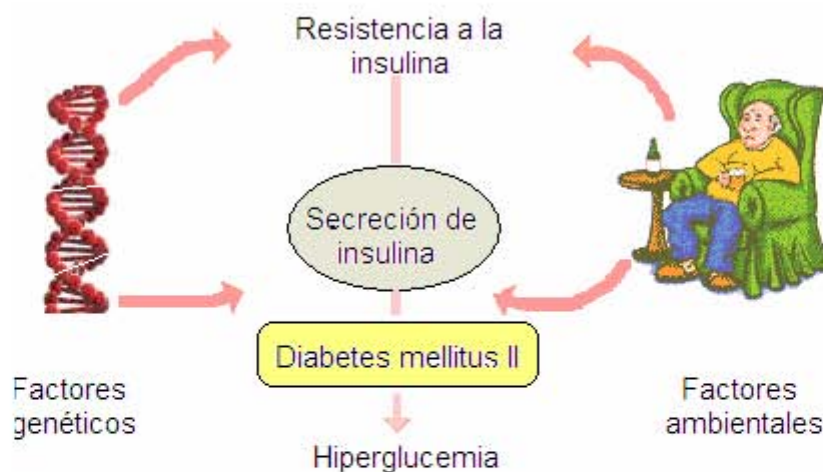 Resistencia a la
insulina
Secreción de
insulina
Diabetes mellitus II
Factores
genéticos
Factores
ambientales
Hiperglucemia